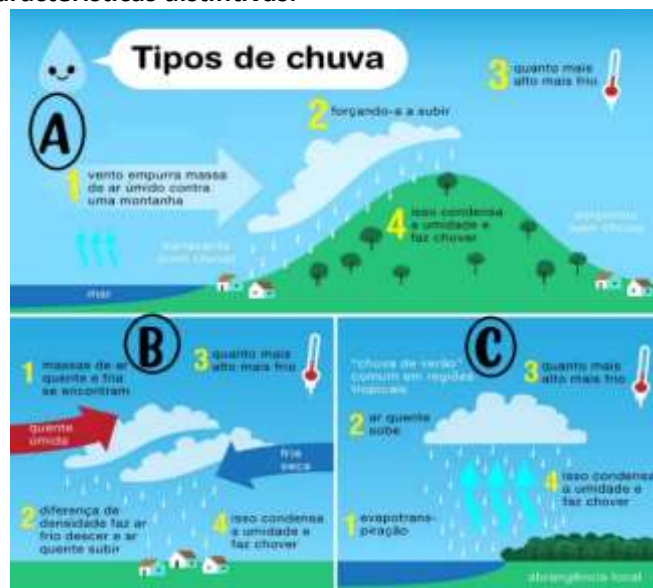 características distintivas.
Tipos de chuva
A
1 vento empurra massa
de ar úmido contra
uma montanha
2 forçando-a a subir
3 quanto mais
alto mais frio
4 isso condensa
a umidade e
faz chover
mar
B
1 massas de ar
quente e fria
se encontram
quente
úmida
2 diferença de
densidade faz ar
frio descer e ar
quente subir
3 quanto mais
alto mais frio
fria
seca
4 isso condensa
a umidade e
faz chover
C
"chuva de verão"
comum em regiões
tropicais
1 evapotrans-
piração
2 ar quente
sobe
3 quanto mais
alto mais frio
4 isso condensa
a umidade e
faz chover
abrangência local